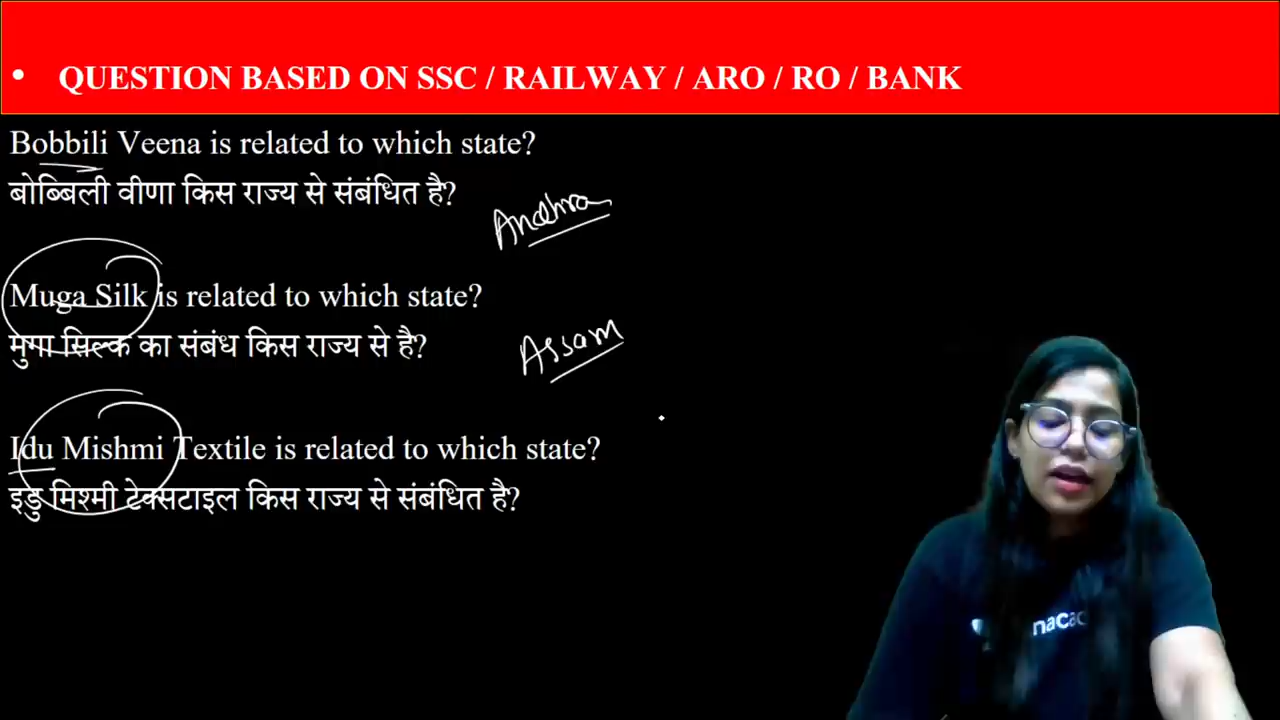 • QUESTION BASED ON SSC / RAILWAY / ARO / RO / BANK
Bobbili Veena is related to which state?
बोब्बिली वीणा किस राज्य से संबंधित है?
Andhra
Muga Silk is related to which state?
मुगा सिल्क का संबंध किस राज्य से है?
Assam
Idu Mishmi Textile is related to which state?
इडु मिश्मी टेक्सटाइल किस राज्य से संबंधित है?